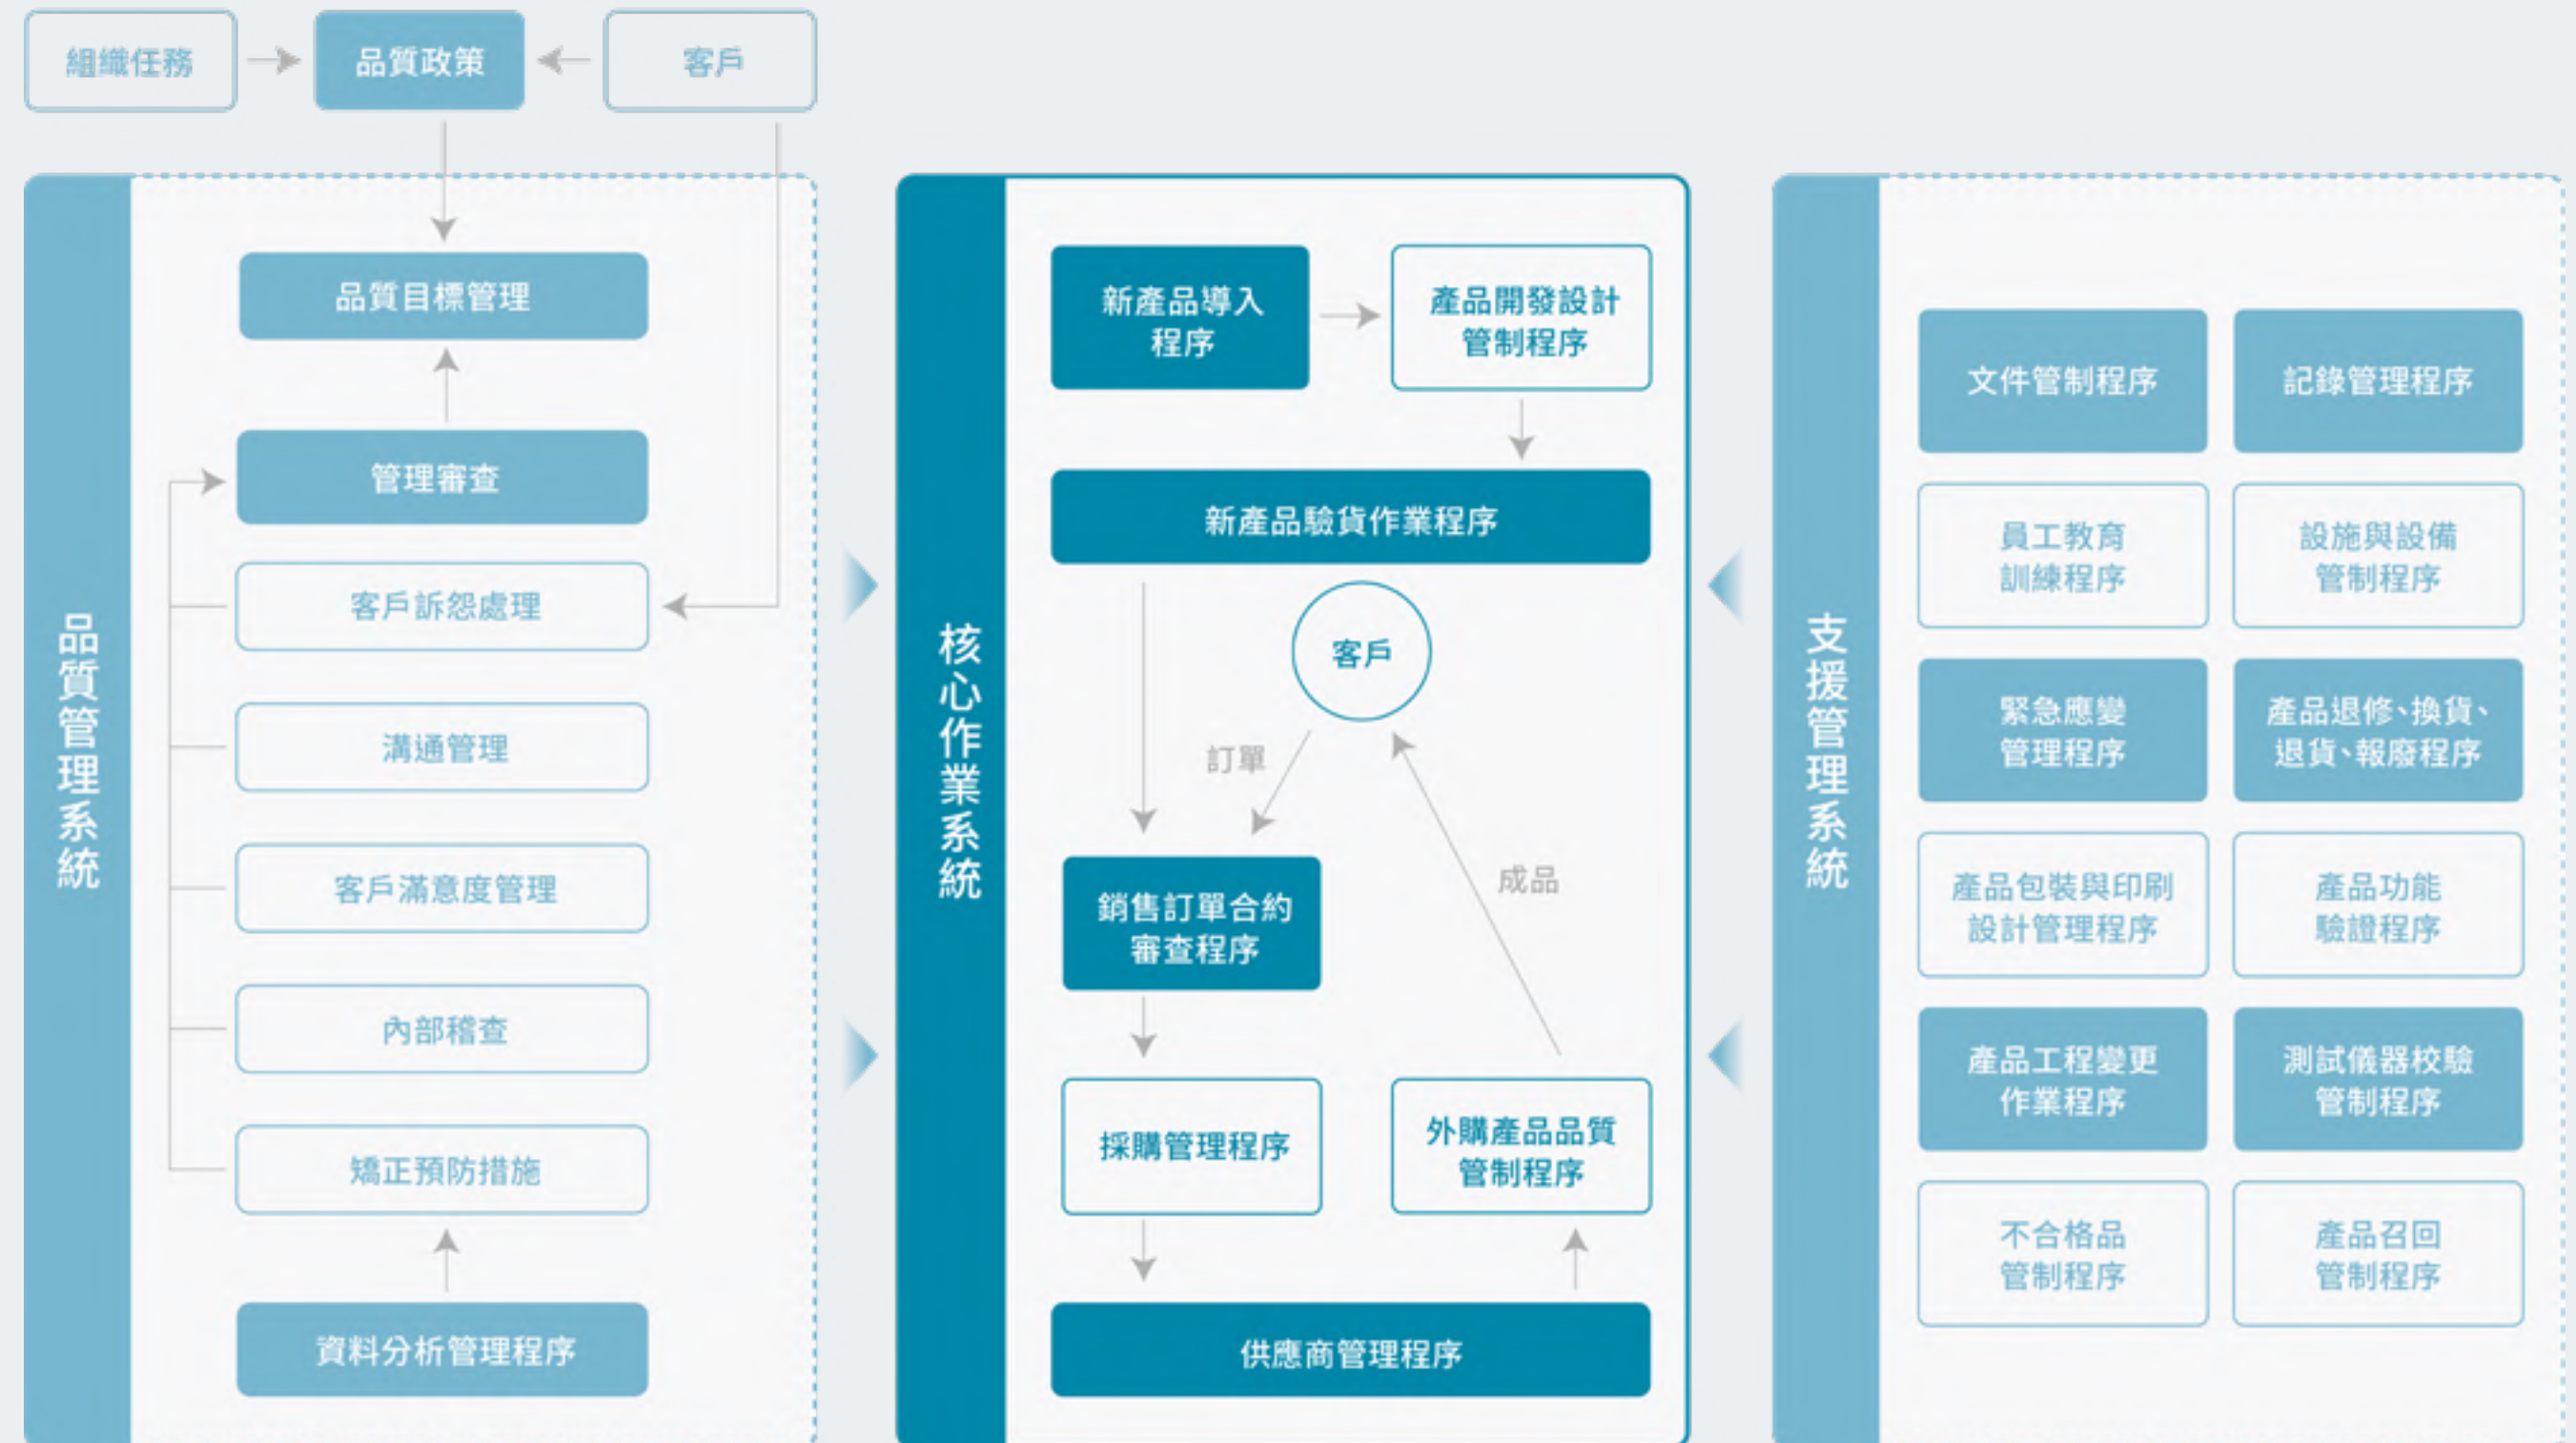 組織任務
品質政策
客戶
品質管理系統
品質目標管理
管理審查
客戶訴怨處理
溝通管理
客戶滿意度管理
內部稽查
矯正預防措施
資料分析管理程序
核心作業系統
新產品導入
程序
產品開發設計
管制程序
新產品驗貨作業程序
客戶
訂單
成品
銷售訂單合約
審查程序
採購管理程序
外購產品品質
管制程序
供應商管理程序
支援管理系統
文件管制程序
記錄管理程序
員工教育
訓練程序
設施與設備
管制程序
緊急應變
管理程序
產品退修、換貨、
退貨、報廢程序
產品包裝與印刷
設計管理程序
產品功能
驗證程序
產品工程變更
作業程序
測試儀器校驗
管制程序
不合格品
管制程序
產品召回
管制程序